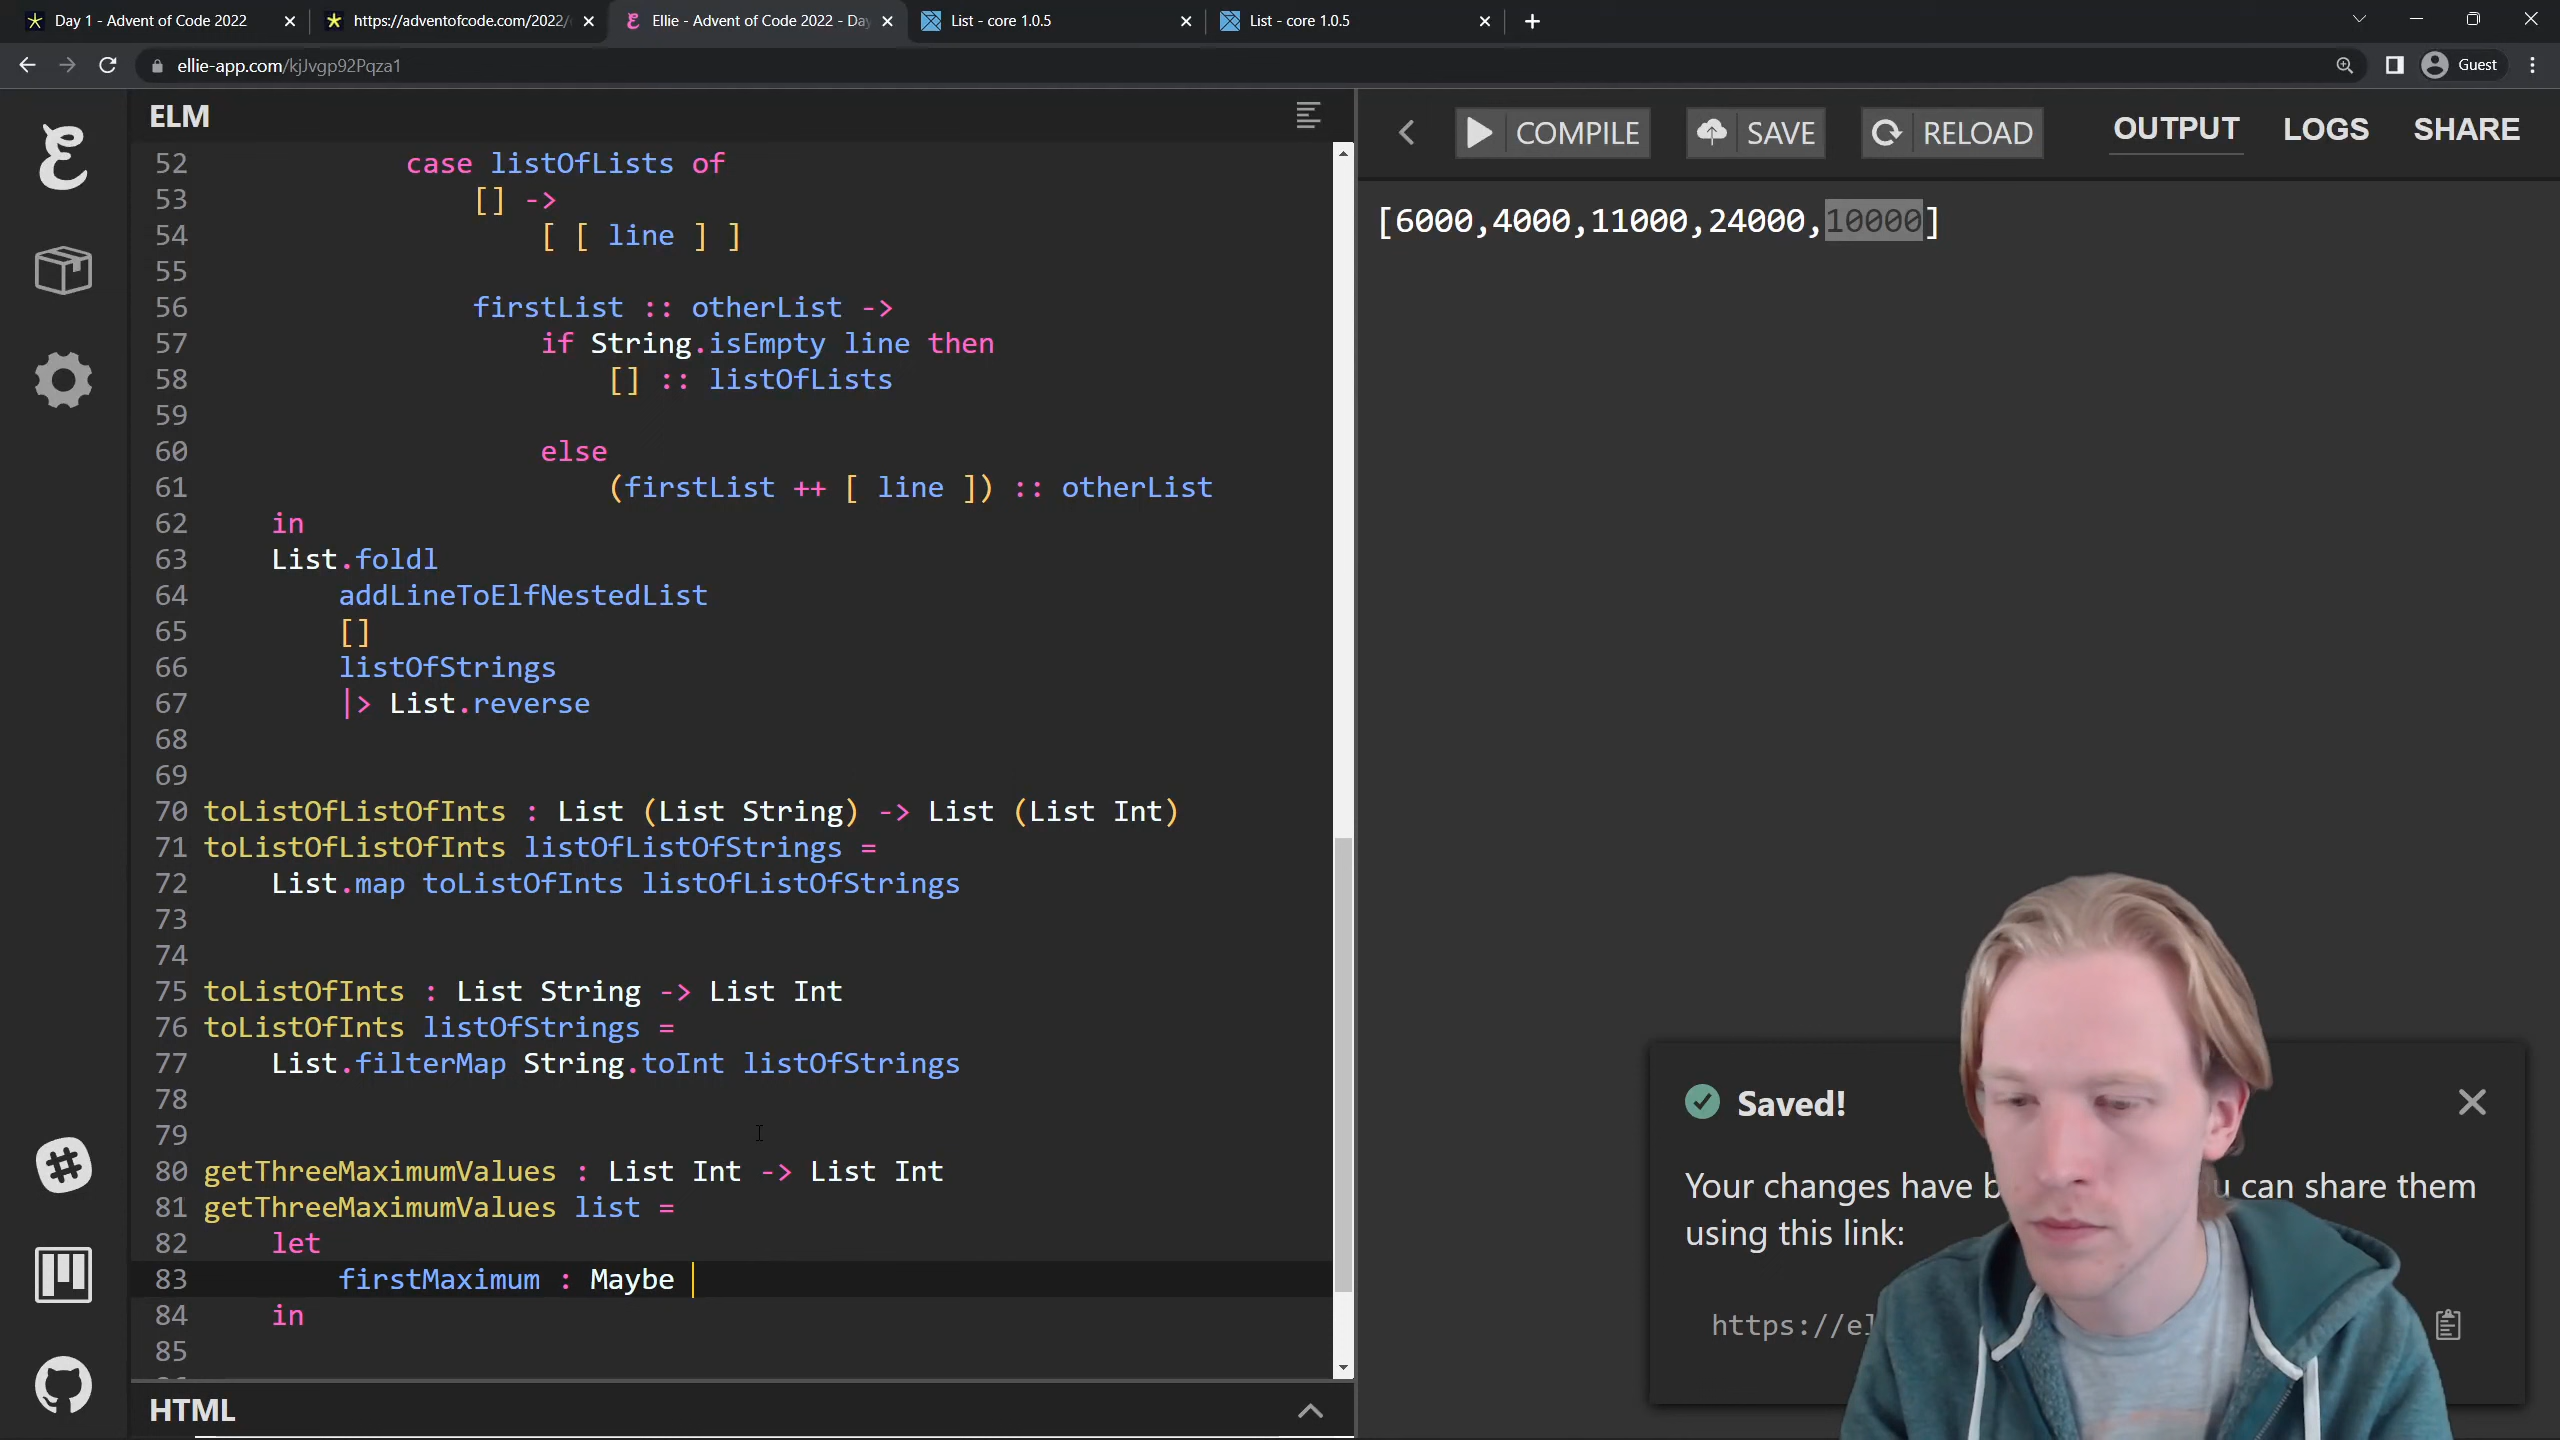 Day 1 - Advent of Code 2022
https://adventofcode.com/2022/
Ellie - Advent of Code 2022 - Day
List - core 1.0.5
List - core 1.0.5
ellie-app.com/kjJvgp92Pqza1
Guest
ELM
COMPILE
SAVE
RELOAD
OUTPUT
LOGS
SHARE
52 case listOfLists of
53 [] ->
54 [ [ line ] ]
55
56 firstList :: otherList ->
57 if String.isEmpty line then
58 [] :: listOfLists
59
60 else
61 (firstList ++ [ line ]) :: otherList
62 in
63 List.foldl
64 addLineToElfNestedList
65 []
66 listOfStrings
67 |> List.reverse
68
69
70 toListOfListOfInts : List (List String) -> List (List Int)
71 toListOfListOfInts listOfListOfStrings =
72 List.map toListOfInts listOfListOfStrings
73
74
75 toListOfInts : List String -> List Int
76 toListOfInts listOfStrings =
77 List.filterMap String.toInt listOfStrings
78
79
80 getThreeMaximumValues : List Int -> List Int
81 getThreeMaximumValues list =
82 let
83 firstMaximum : Maybe
84 in
85
HTML
[6000,4000,11000,24000,10000]
Saved!
Your changes have b u can share them
using this link:
https://el